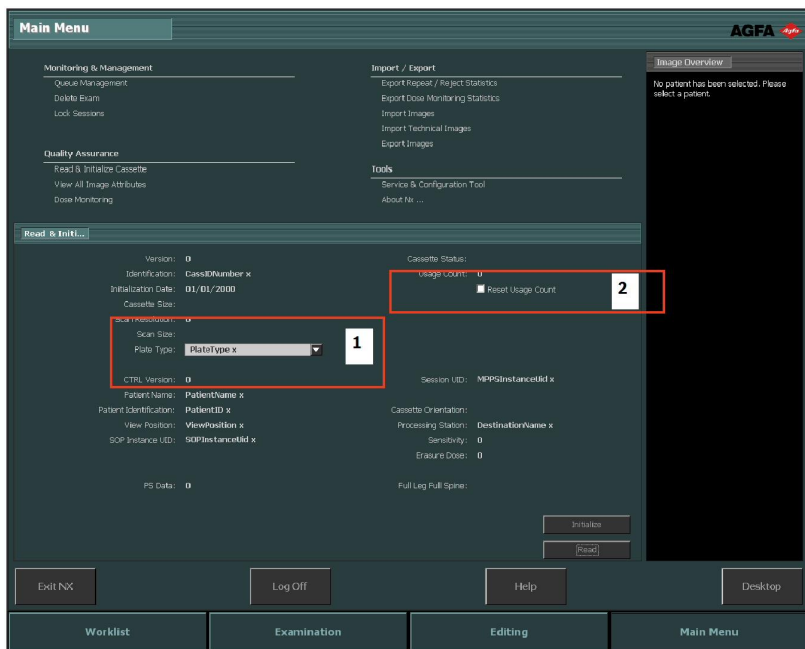 Main Menu
AGFA Agfa
Monitoring & Management
Queue Management
Delete Exam
Lock Sessions
Quality Assurance
Read & Initialize Cassette
View All Image Attributes
Dose Monitoring
Import / Export
Export Repeat / Reject Statistics
Export Dose Monitoring Statistics
Import Images
Import Technical Images
Export Images
Tools
Service & Configuration Tool
About Nx ...
Image Overview
No patient has been selected. Please
select a patient.
Read & Initi...
Version: 0
Identification: CassIDNumber x
Initialization Date: 01/01/2000
Cassette Size:
Scan Resolution: 0
Scan Size:
Plate Type: PlateType x
1
CTRL Version: 0
Patient Name: PatientName x
Patient Identification: PatientID x
View Position: ViewPosition x
SOP Instance UID: SOPInstanceUid x
PS Data: 0
Cassette Status:
Usage Count: 0
Reset Usage Count
2
Session UID: MPPSInstanceUid x
Cassette Orientation:
Processing Station: DestinationName x
Sensitivity: 0
Erasure Dose: 0
Full Leg Full Spine:
Initialize
Read
Exit NX
Log Off
Help
Desktop
Worklist
Examination
Editing
Main Menu